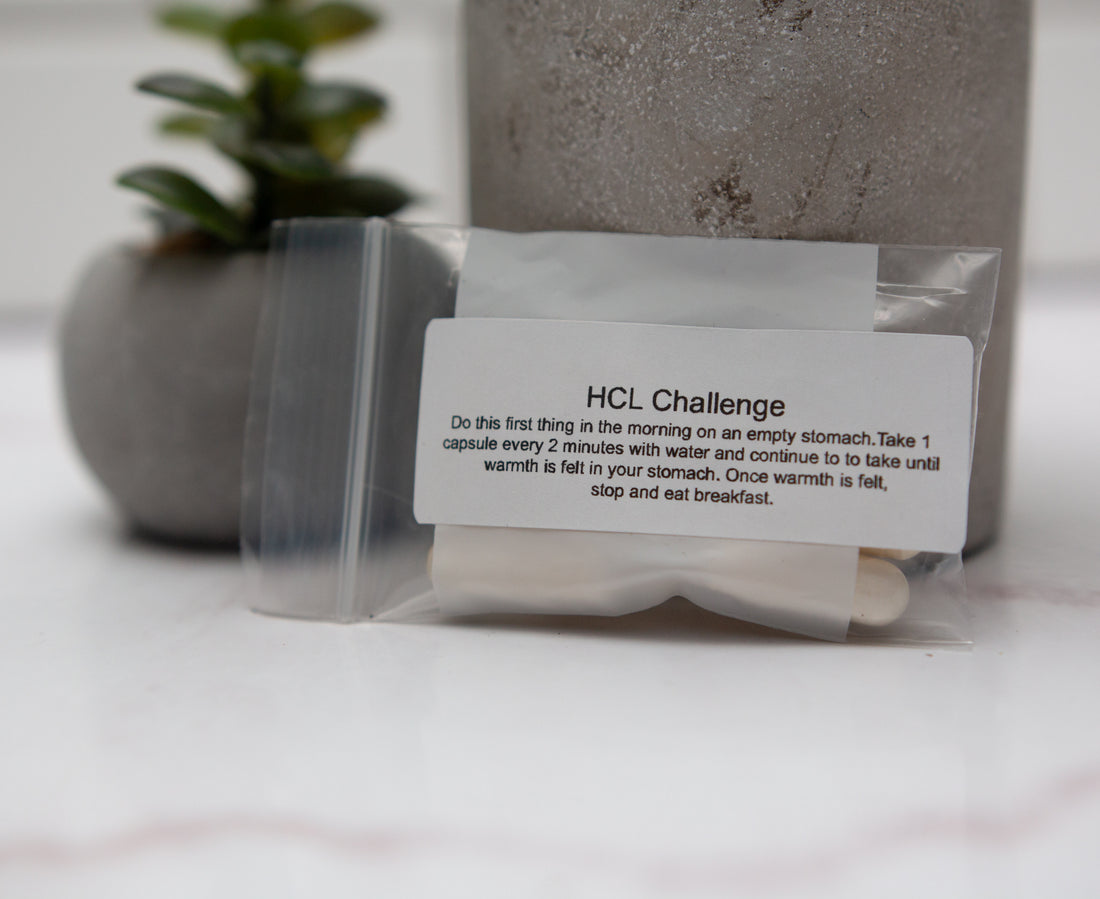 HCL Challenge
Do this first thing in the morning on an empty stomach.Take 1
capsule every 2 minutes with water and continue to to take until
warmth is felt in your stomach. Once warmth is felt,
stop and eat breakfast.